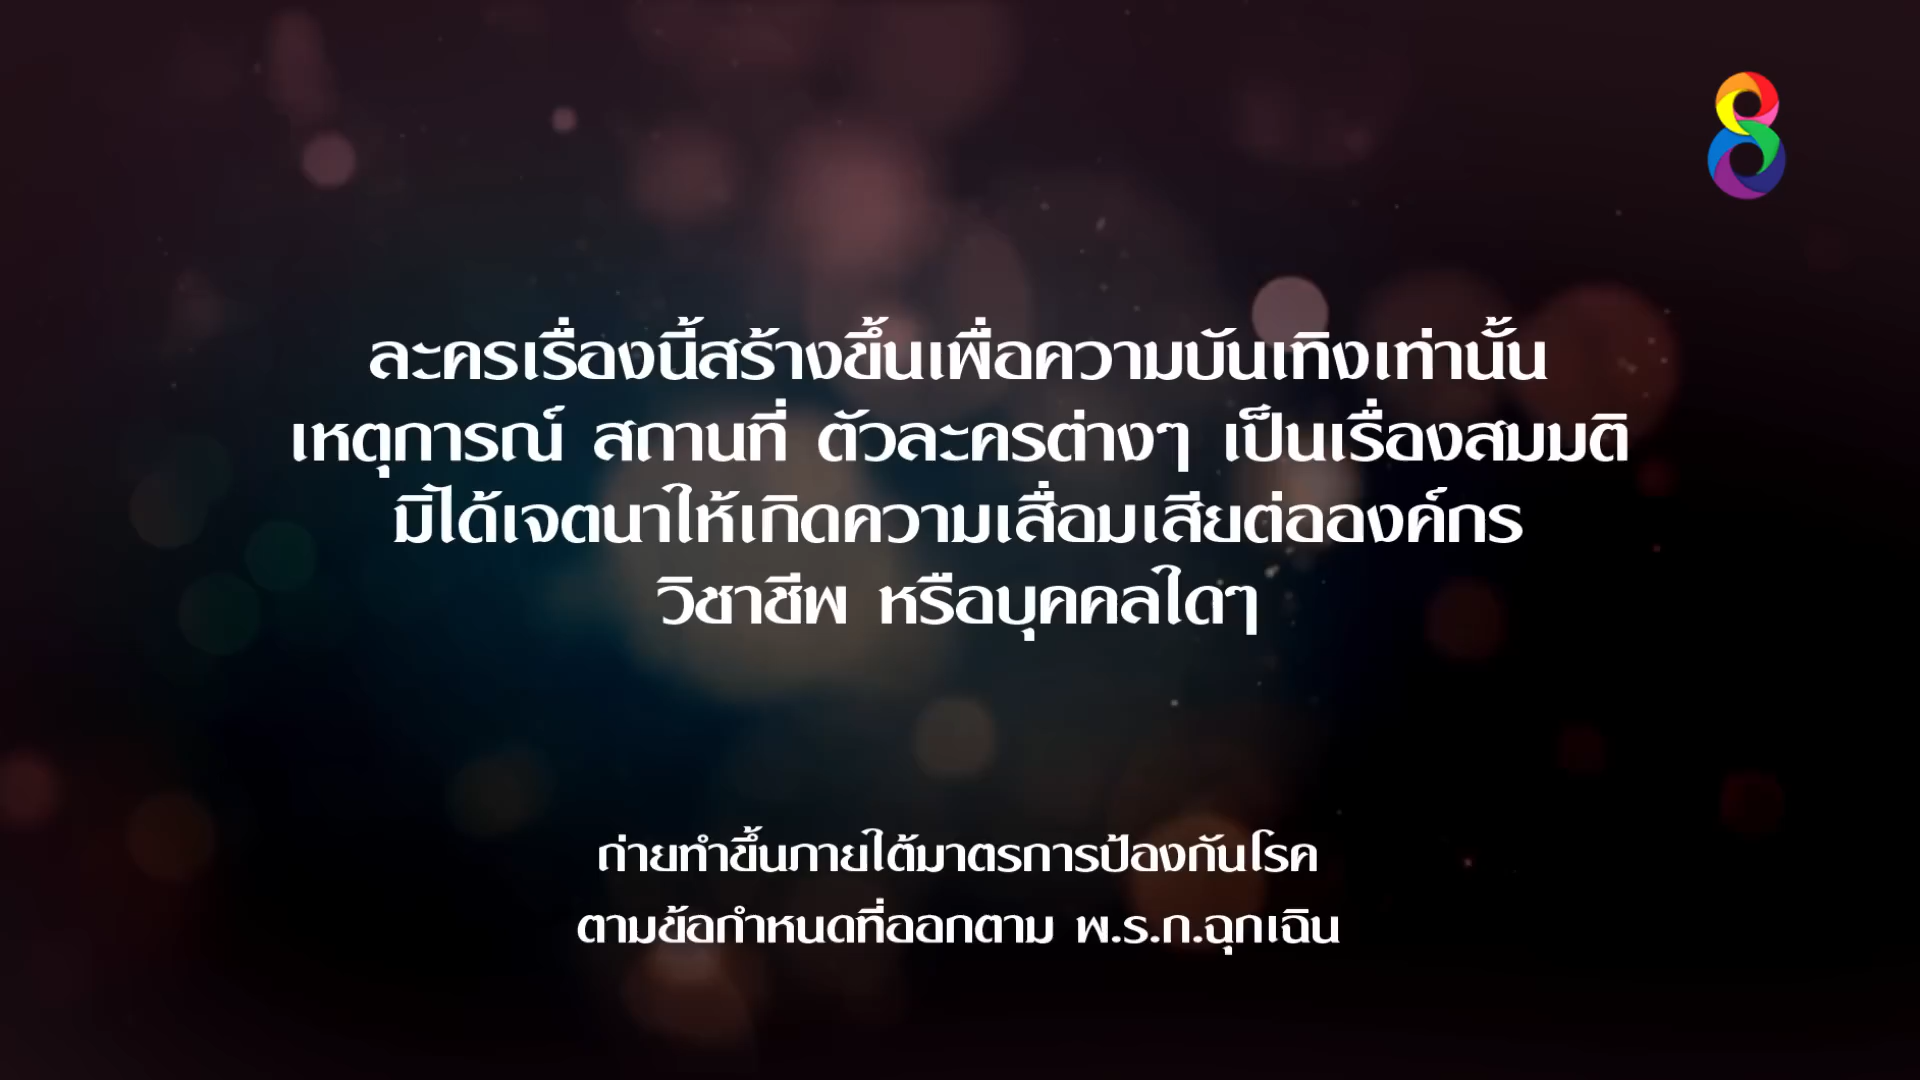 ละครเรื่องนี้สร้างขึ้นเพื่อความบันเทิงเท่านั้น
เหตุการณ์ สถานที่ ตัวละครต่างๆ เป็นเรื่องสมมติ
มิได้เจตนาให้เกิดความเสื่อมเสียต่อองค์กร
วิชาชีพ หรือบุคคลใดๆ
ถ่ายทำขึ้นภายใต้มาตรการป้องกันโรค
ตามข้อกำหนดที่ออกตาม พ.ร.ก.ฉุกเฉิน
8